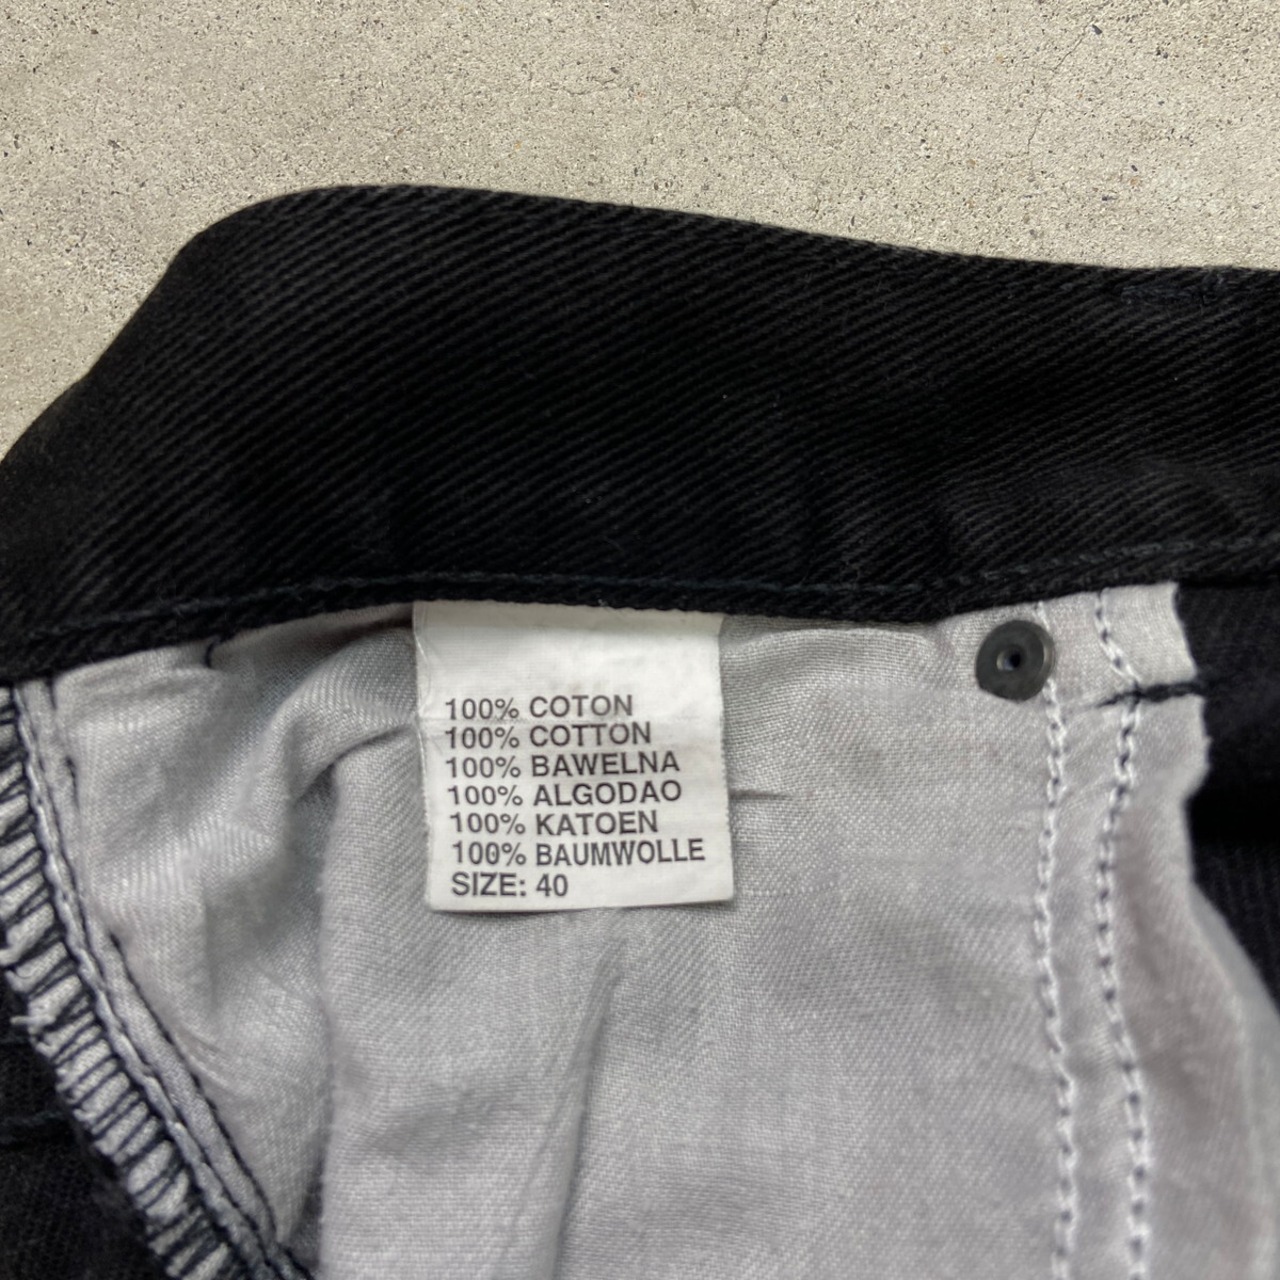 100% COTON
100% COTTON
100% BAWELNA
100% ALGODAO
100% KATOEN
100% BAUMWOLLE
SIZE: 40